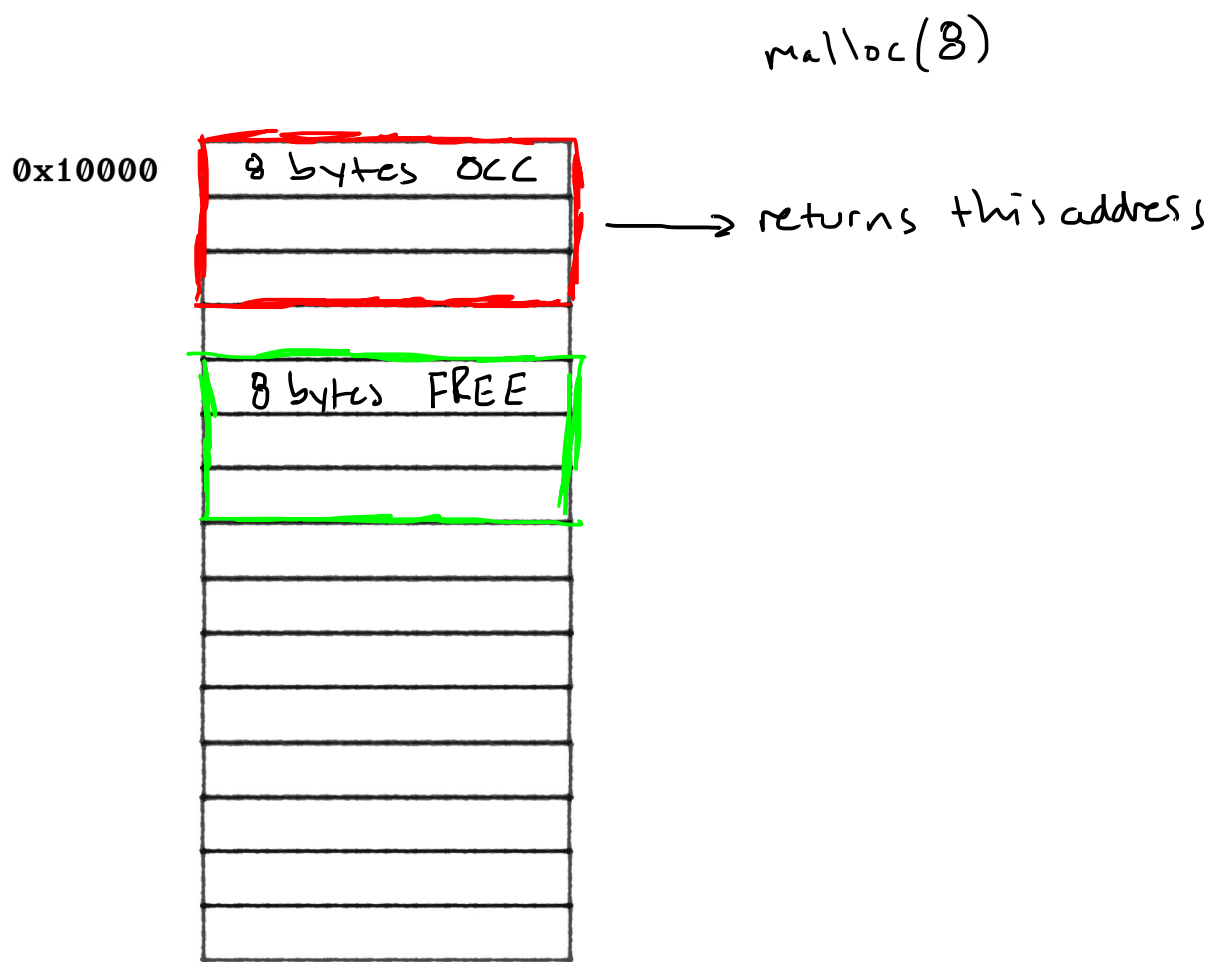 malloc(8)
0x10000 8 bytes OCC
returns this address
8 bytes FREE